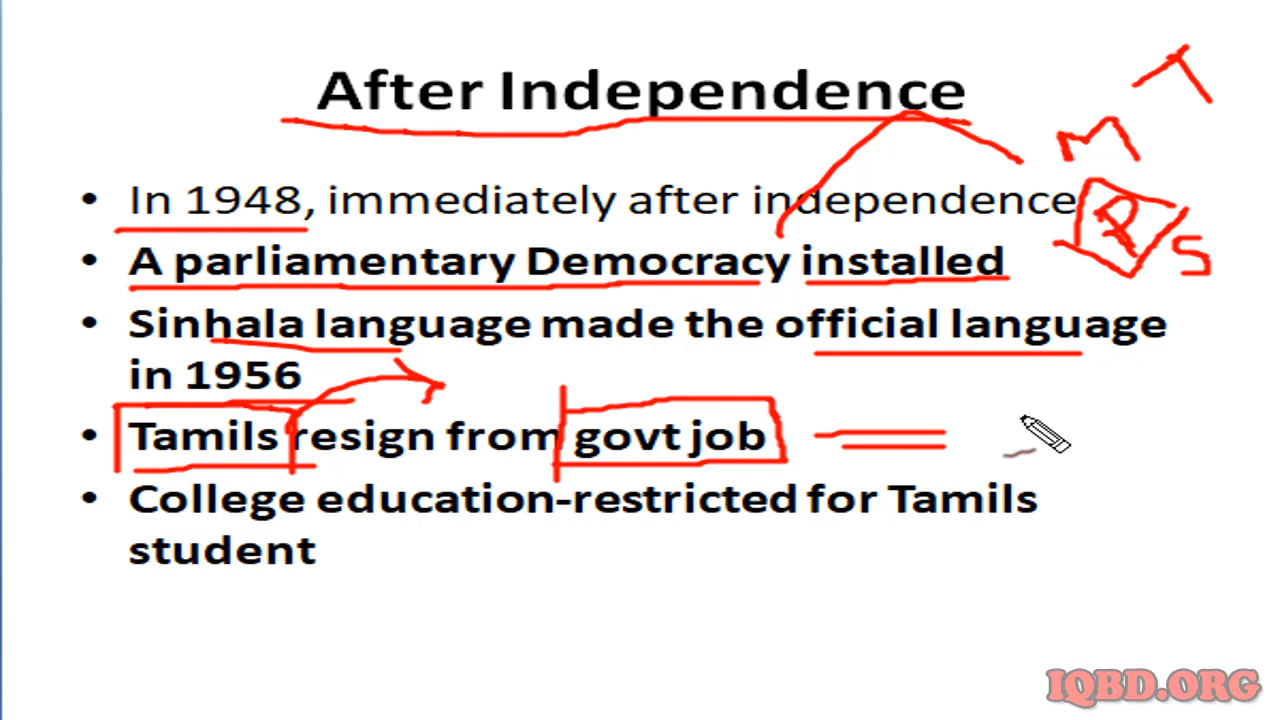 After Independence
• In 1948, immediately after independence
• A parliamentary Democracy installed
• Sinhala language made the official language
in 1956
• Tamils resign from govt job
• College education-restricted for Tamils
student
T
M
R
S
IQBD.ORG